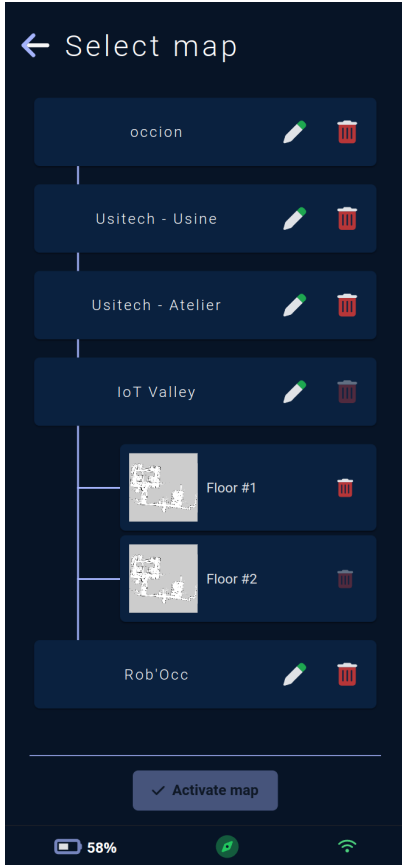 Select map
occion
Usitech - Usine
Usitech - Atelier
IoT Valley
Floor #1
Floor #2
Rob'Occ
Activate map
58%